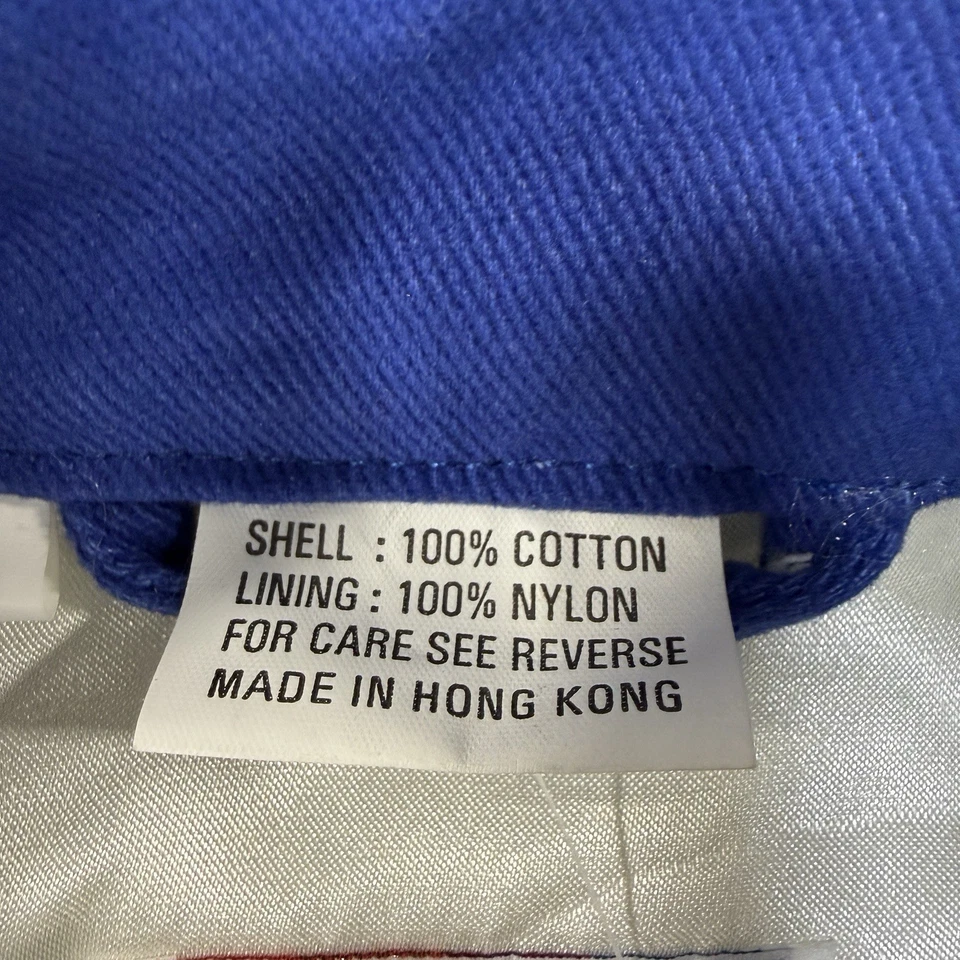 SHELL : 100% COTTON
LINING : 100% NYLON
FOR CARE SEE REVERSE
MADE IN HONG KONG